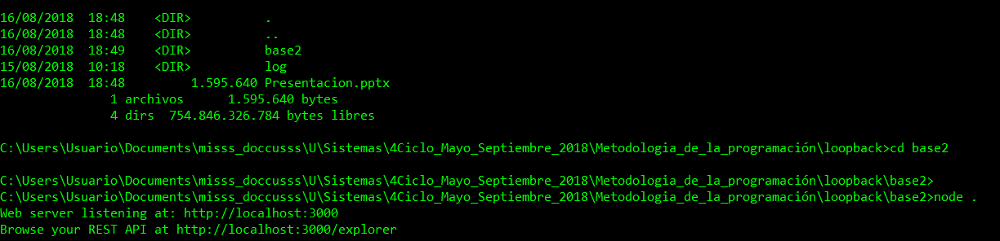 16/08/2018  18:48    <DIR>          .
16/08/2018  18:48    <DIR>          ..
16/08/2018  18:49    <DIR>          base2
15/08/2018  10:18    <DIR>          log
16/08/2018  18:48         1.595.640 Presentacion.pptx
               1 archivos      1.595.640 bytes
               4 dirs  754.846.326.784 bytes libres
C:\Users\Usuario\Documents\misss_doccusss\U\Sistemas\4Ciclo_Mayo_Septiembre_2018\Metodologia_de_la_programación\loopback>cd base2
C:\Users\Usuario\Documents\misss_doccusss\U\Sistemas\4Ciclo_Mayo_Septiembre_2018\Metodologia_de_la_programación\loopback\base2>
C:\Users\Usuario\Documents\misss_doccusss\U\Sistemas\4Ciclo_Mayo_Septiembre_2018\Metodologia_de_la_programación\loopback\base2>node .
Web server listening at: http://localhost:3000
Browse your REST API at http://localhost:3000/explorer